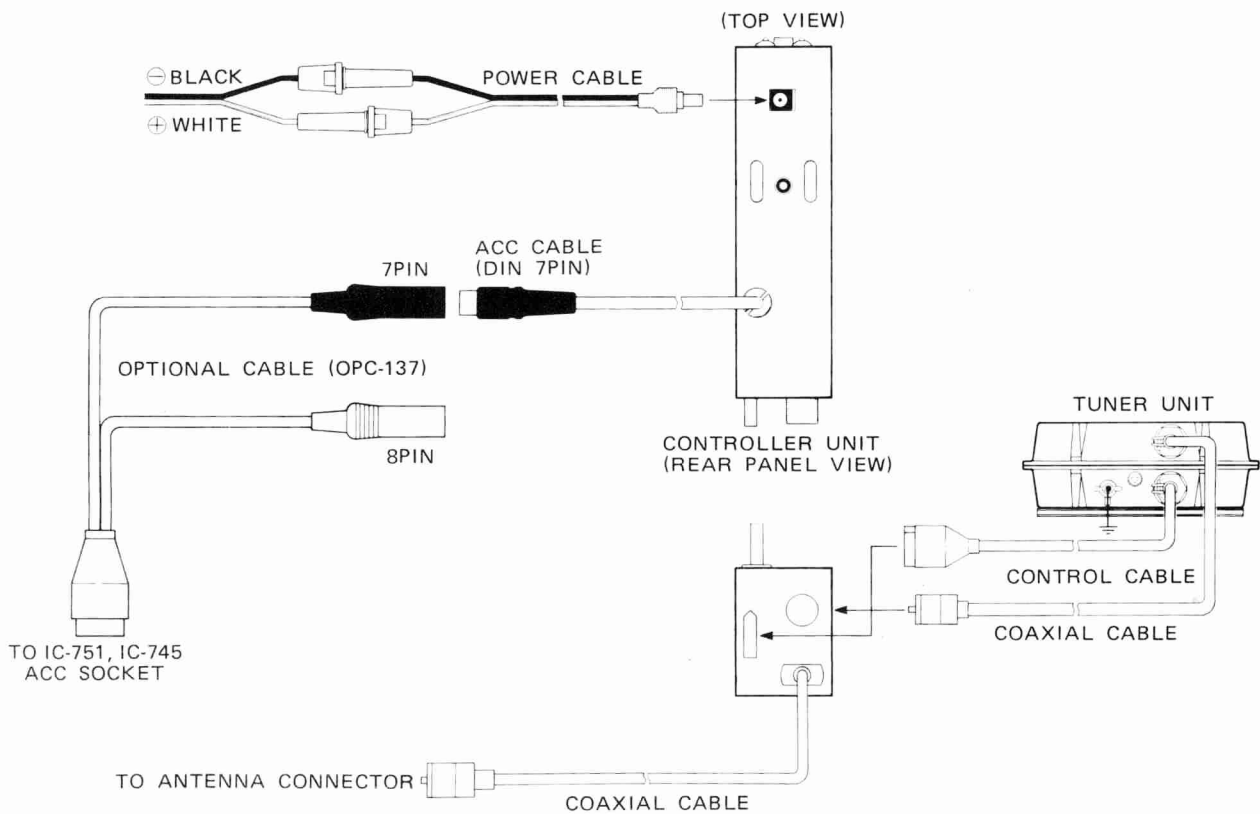 (TOP VIEW)
⊖ BLACK
POWER CABLE
⊕ WHITE
ACC CABLE
(DIN 7PIN)
7PIN
OPTIONAL CABLE (OPC-137)
8PIN
CONTROLLER UNIT
(REAR PANEL VIEW)
TUNER UNIT
CONTROL CABLE
COAXIAL CABLE
TO IC-751, IC-745
ACC SOCKET
TO ANTENNA CONNECTOR
COAXIAL CABLE